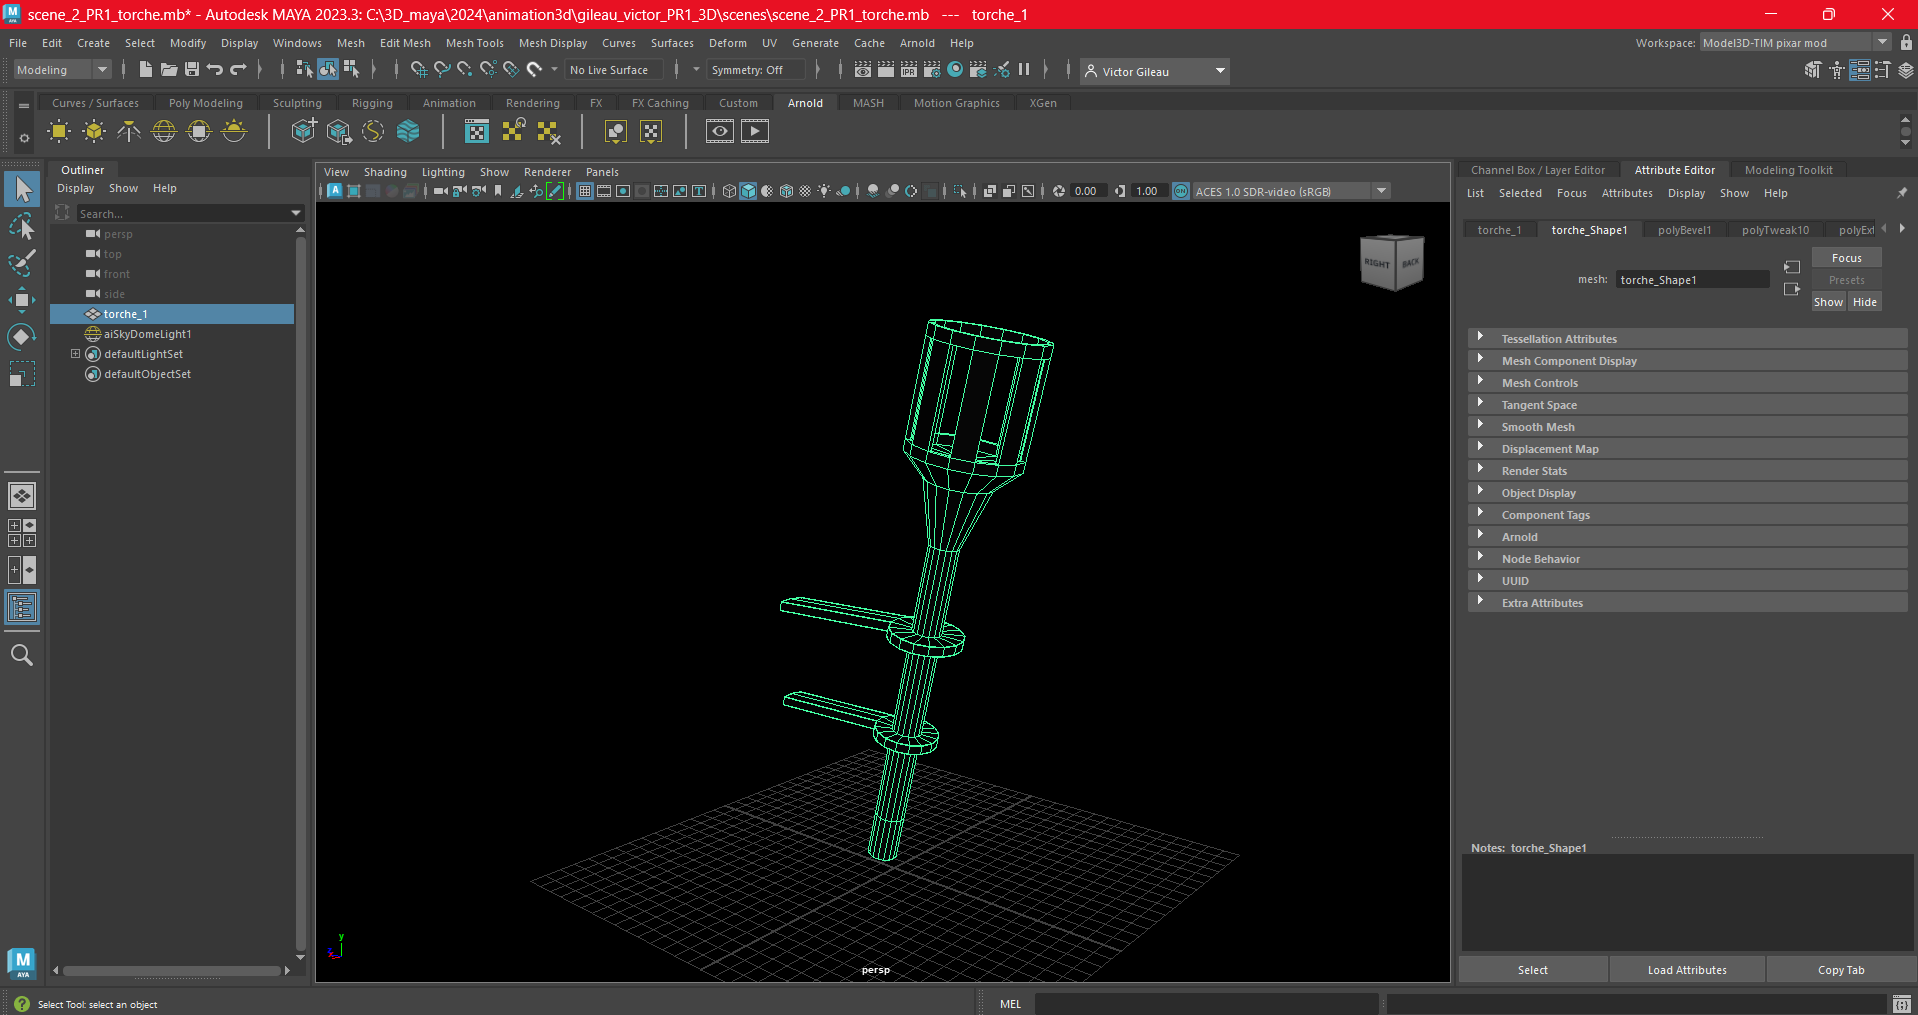 scene_2_PR1_torche.mb* - Autodesk MAYA 2023.3: C:\3D_maya\2024\animation3d\gileau_victor_PR1_3D\scenes\scene_2_PR1_torche.mb --- torche_1
File Edit Create Select Modify Display Windows Mesh Edit Mesh Mesh Tools Mesh Display Curves Surfaces Deform UV Generate Cache Arnold Help
Workspace: Model3D-TIM pixar mod
Modeling No Live Surface Symmetry: Off Victor Gileau
Curves / Surfaces Poly Modeling Sculpting Rigging Animation Rendering FX FX Caching Custom Arnold MASH Motion Graphics XGen
Outliner
Display Show Help
Search...
persp
top
front
side
torche_1
aiSkyDomeLight1
defaultLightSet
defaultObjectSet
View Shading Lighting Show Renderer Panels
0.00 1.00 ACES 1.0 SDR-video (sRGB)
RIGHT BACK
y
persp
Channel Box / Layer Editor Attribute Editor Modeling Toolkit
List Selected Focus Attributes Display Show Help
torche_1 torche_Shape1 polyBevel1 polyTweak10 polyExt
Focus
mesh: torche_Shape1
Presets
Show Hide
Tessellation Attributes
Mesh Component Display
Mesh Controls
Tangent Space
Smooth Mesh
Displacement Map
Render Stats
Object Display
Component Tags
Arnold
Node Behavior
UUID
Extra Attributes
Notes: torche_Shape1
Select Load Attributes Copy Tab
M
AYA
Select Tool: select an object
MEL